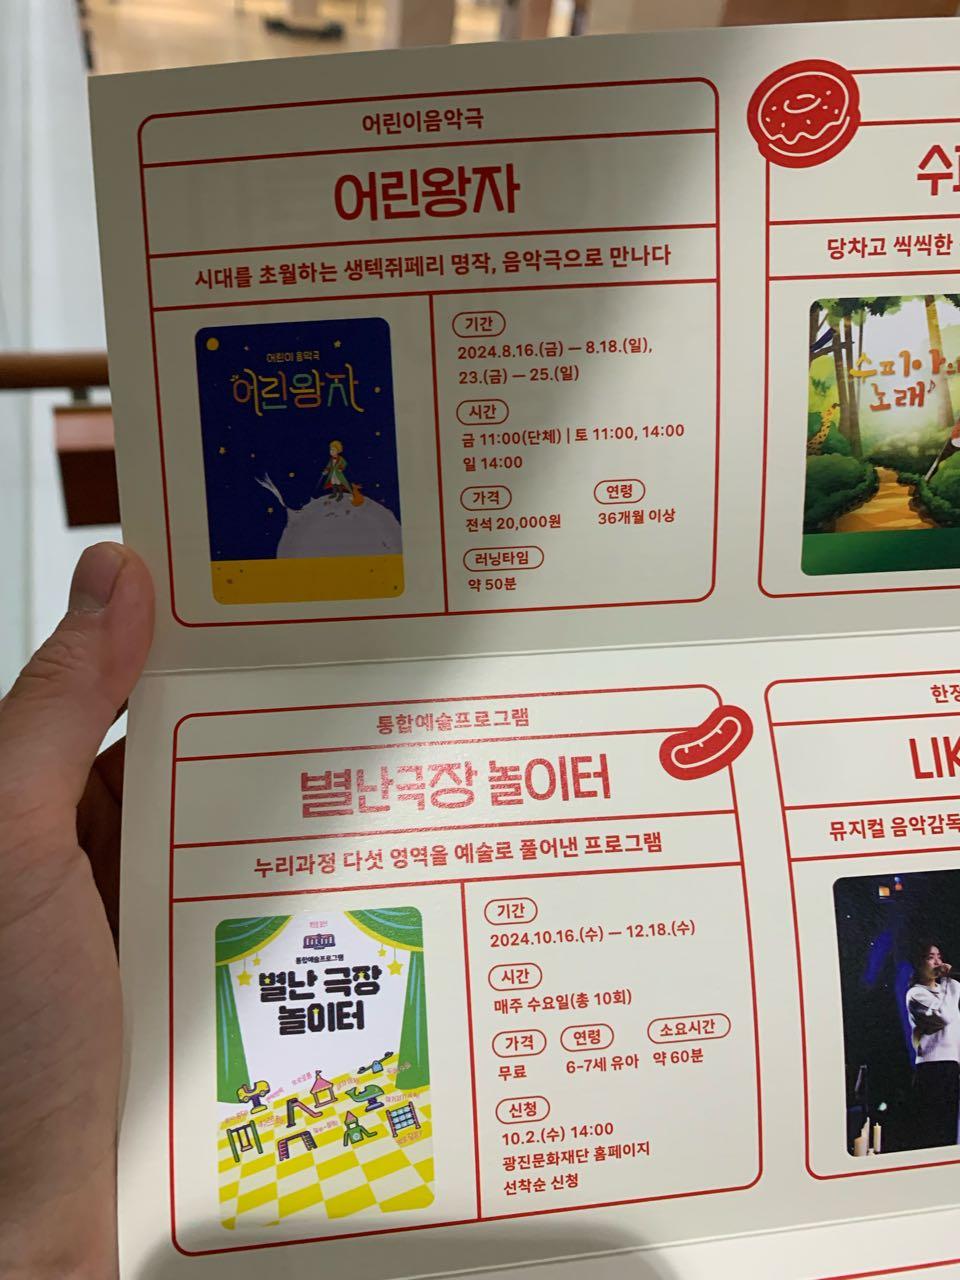 어린이음악극
어린왕자
시대를 초월하는 생텍쥐페리 명작, 음악극으로 만나다
어린이 음악극
어린왕자
기간
2024.8.16.(금) — 8.18.(일),
23.(금) — 25.(일)
시간
금 11:00(단체) | 토 11:00, 14:00
일 14:00
가격
연령
전석 20,000원
36개월 이상
러닝타임
약 50분
당차고 씩씩한
수피아의
노래
통합예술프로그램
별난극장 놀이터
누리과정 다섯 영역을 예술로 풀어낸 프로그램
통합예술프로그램
별난 극장
놀이터
기간
2024.10.16.(수) — 12.18.(수)
시간
매주 수요일(총 10회)
가격
연령
소요시간
무료
6-7세 유아
약 60분
신청
10.2.(수) 14:00
광진문화재단 홈페이지
선착순 신청
한정
LIK
뮤지컬 음악감독